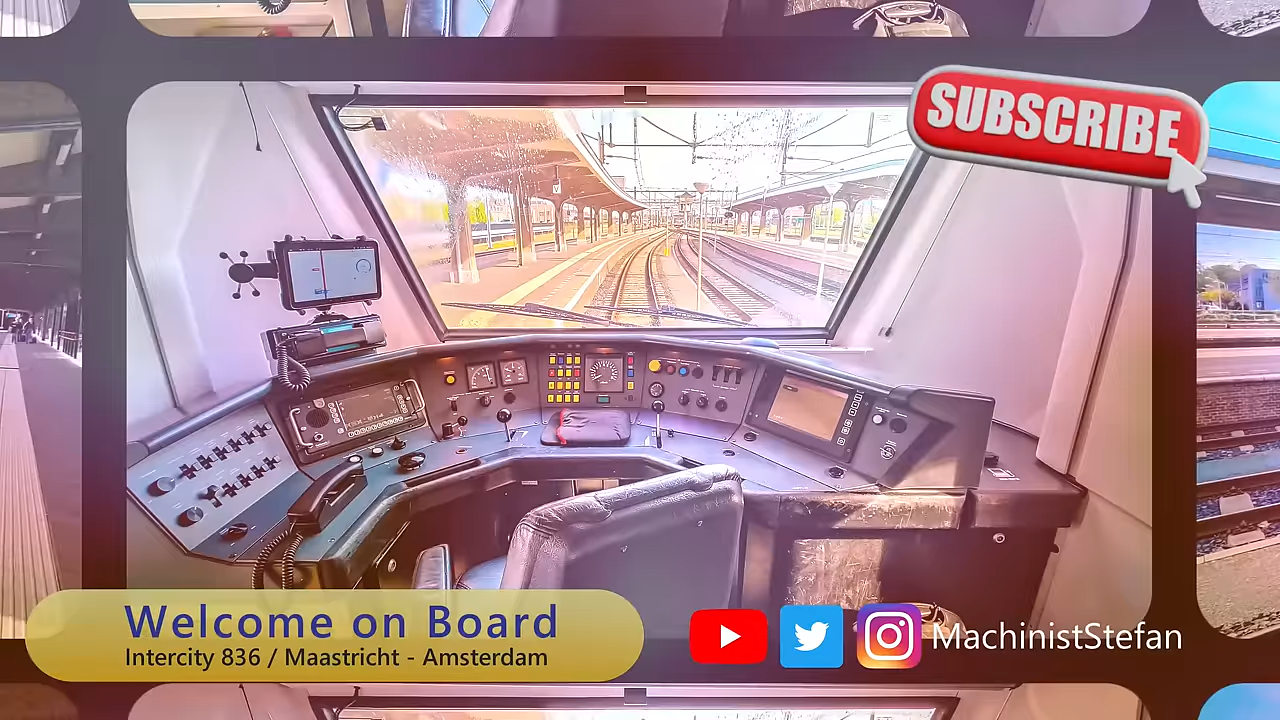 SUBSCRIBE
Welcome on Board
Intercity 836 / Maastricht - Amsterdam
MachinistStefan